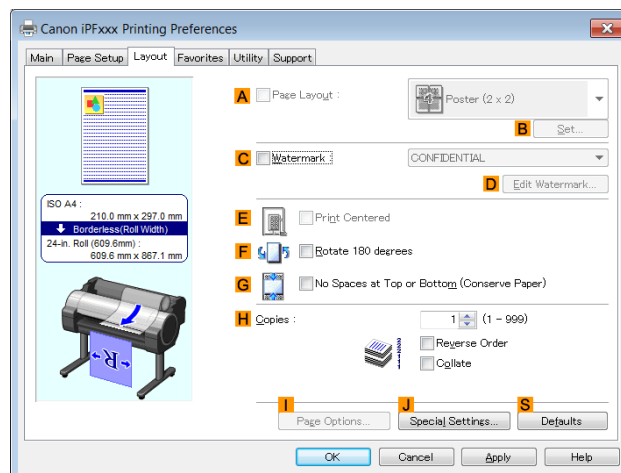 Canon iPFxxx Printing Preferences
Main Page Setup Layout Favorites Utility Support
A Page Layout :
4 Poster (2 x 2)
B Set...
C Watermark :
CONFIDENTIAL
D Edit Watermark...
ISO A4 :
210.0 mm x 297.0 mm
Borderless(Roll Width)
24-in. Roll (609.6mm) :
609.6 mm x 867.1 mm
E Print Centered
F Rotate 180 degrees
G No Spaces at Top or Bottom (Conserve Paper)
H Copies :
1 (1 - 999)
Reverse Order
Collate
R
I Page Options...
J Special Settings...
S Defaults
OK Cancel Apply Help